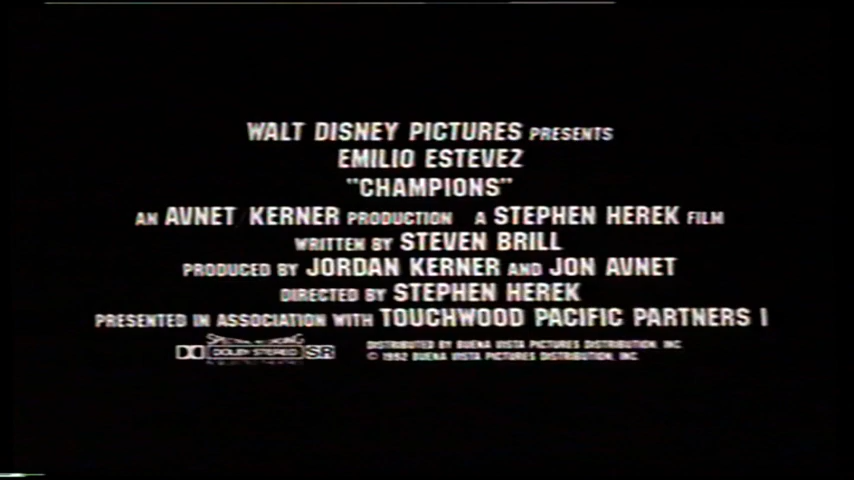 WALT DISNEY PICTURES PRESENTS
EMILIO ESTEVEZ
"CHAMPIONS"
AN AVNET/KERNER PRODUCTION A STEPHEN HEREK FILM
WRITTEN BY STEVEN BRILL
PRODUCED BY JORDAN KERNER AND JON AVNET
DIRECTED BY STEPHEN HEREK
PRESENTED IN ASSOCIATION WITH TOUCHWOOD PACIFIC PARTNERS I
DOLBY STEREO SR
DISTRIBUTED BY BUENA VISTA PICTURES DISTRIBUTION, INC
© 1992 BUENA VISTA PICTURES DISTRIBUTION, INC